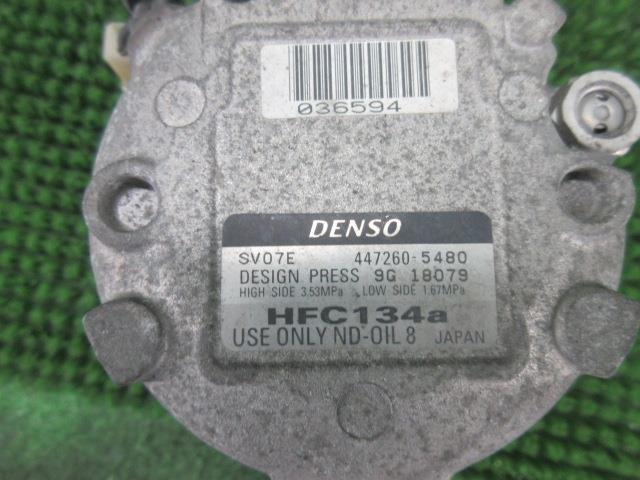 036594
DENSO
SV07E 447260-5480
DESIGN PRESS 9G 18079
HIGH SIDE 3.53MPa LOW SIDE 1.67MPa
HFC134a
USE ONLY ND-OIL 8 JAPAN